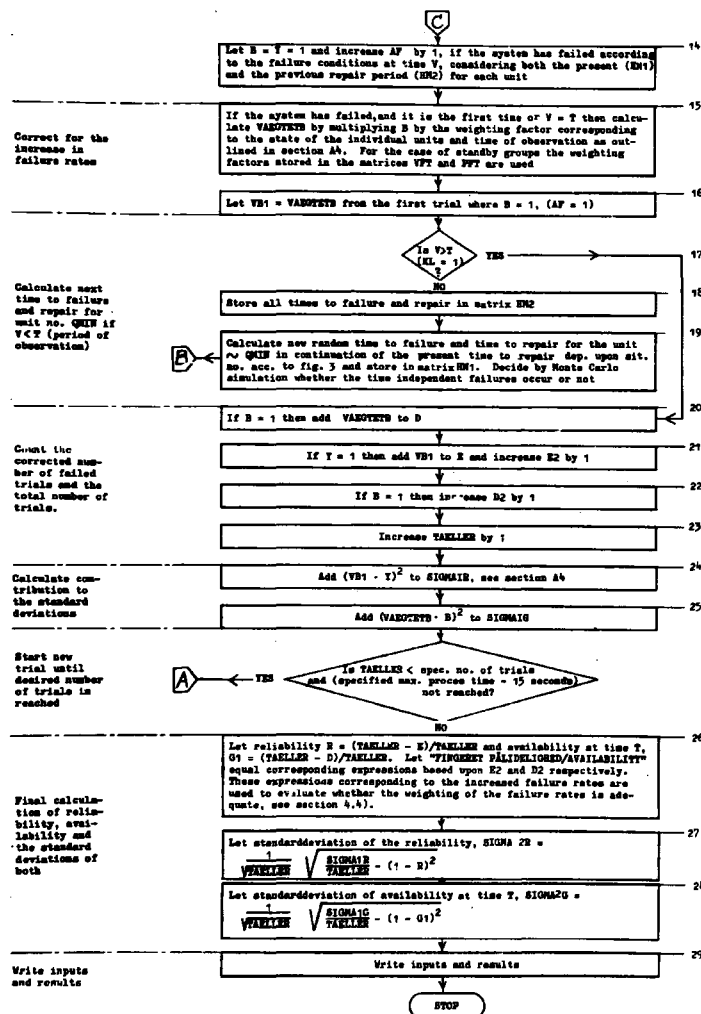 C
14
Let B = Y = 1 and increase AF by 1, if the system has failed according
to the failure conditions at time V, considering both the present (HM1)
and the previous repair period (HM2) for each unit
15
Correct for the
increase in
failure rates
If the system has failed,and it is the first time or V = T then calcu-
late VAEGTETB by multiplying B by the weighting factor corresponding
to the state of the individual units and time of observation as out-
lined in section A4. For the case of standby groups the weighting
factors stored in the matrices VFT and PFT are used
16
Let VB1 = VAEGTETB from the first trial where B = 1, (AF = 1)
17
Is V>T
(KL = 1)
?
YES
NO
Calculate next
time to failure
and repair for
unit no. QMIN if
V<T (period of
observation)
18
Store all times to failure and repair in matrix HM2
19
B
Calculate new random time to failure and time to repair for the unit
~ QMIN in continuation of the present time to repair dep. upon sit.
no. acc. to fig. 3 and store in matrix HM1. Decide by Monte Carlo
simulation whether the time independent failures occur or not
20
If B = 1 then add VAEGTETB to D
21
Count the
corrected num-
ber of failed
trials and the
total number of
trials.
If Y = 1 then add VB1 to E and increase E2 by 1
22
If B = 1 then increase D2 by 1
23
Increase TAELLER by 1
24
Calculate con-
tribution to
the standard
deviations
Add (VB1 · Y)² to SIGMA1R, see section A4
25
Add (VAEGTETB · B)² to SIGMA1G
Start new
trial until
desired number
of trials is
reached
A
YES
Is TAELLER < spec. no. of trials
and (specified max. proces time - 15 seconds)
not reached?
NO
26
Final calcula-
tion of relia-
bility, avai-
lability and
the standard
deviations of
both
Let reliability R = (TAELLER - E)/TAELLER and availability at time T,
G1 = (TAELLER - D)/TAELLER. Let "FINGERET PÅLIDELIGHED/AVAILABILITY"
equal corresponding expressions based upon E2 and D2 respectively.
These expressions corresponding to the increased failure rates are
used to evaluate whether the weighting of the failure rates is ade-
quate, see section 4.4).
27
Let standarddeviation of the reliability, SIGMA 2R =
1/√TAELLER √(SIGMA1R/TAELLER - (1 - R)²)
28
Let standarddeviation of availability at time T, SIGMA2G =
1/√TAELLER √(SIGMA1G/TAELLER - (1 - G1)²)
29
Write inputs
and results
Write inputs and results
STOP